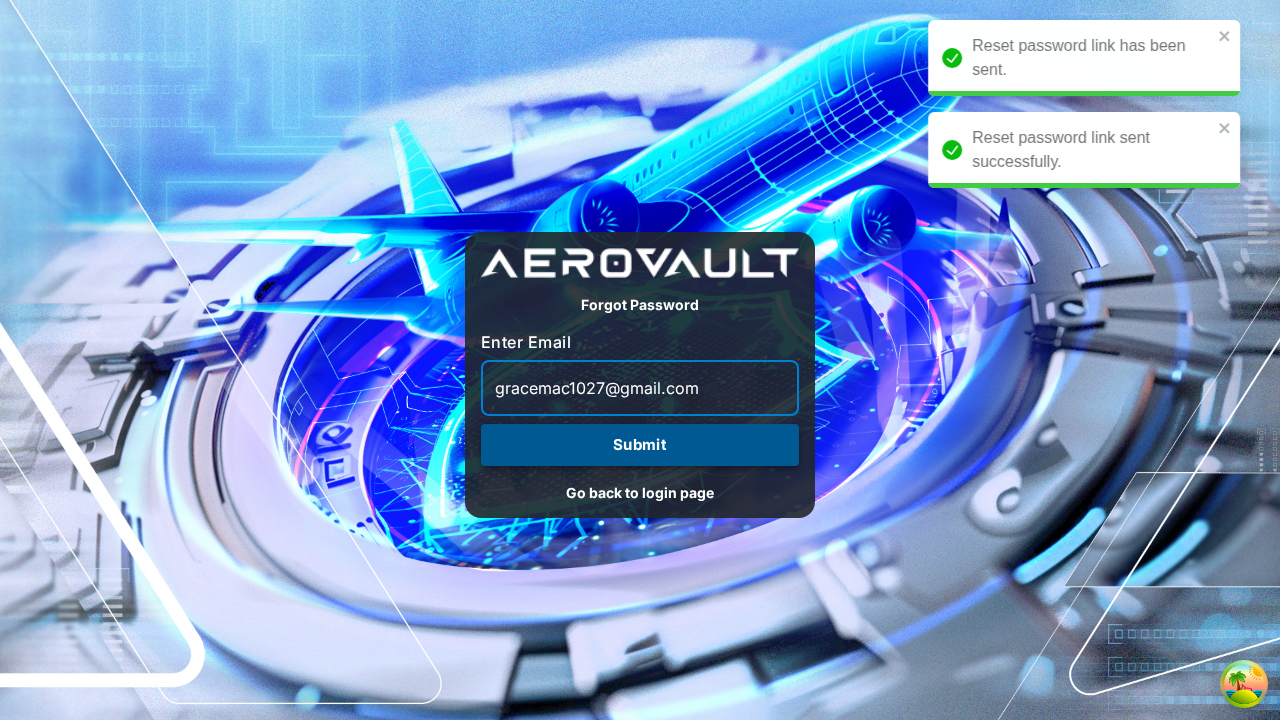 Reset password link has been
sent.
Reset password link sent
successfully.
AEROVAULT
Forgot Password
Enter Email
gracemac1027@gmail.com
Submit
Go back to login page